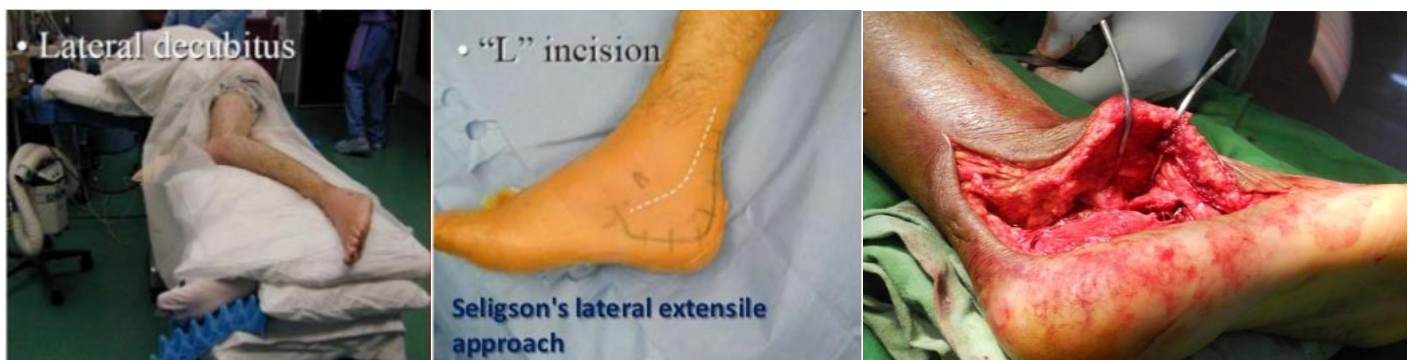 • Lateral decubitus
• “L” incision
Seligson's lateral extensile
approach